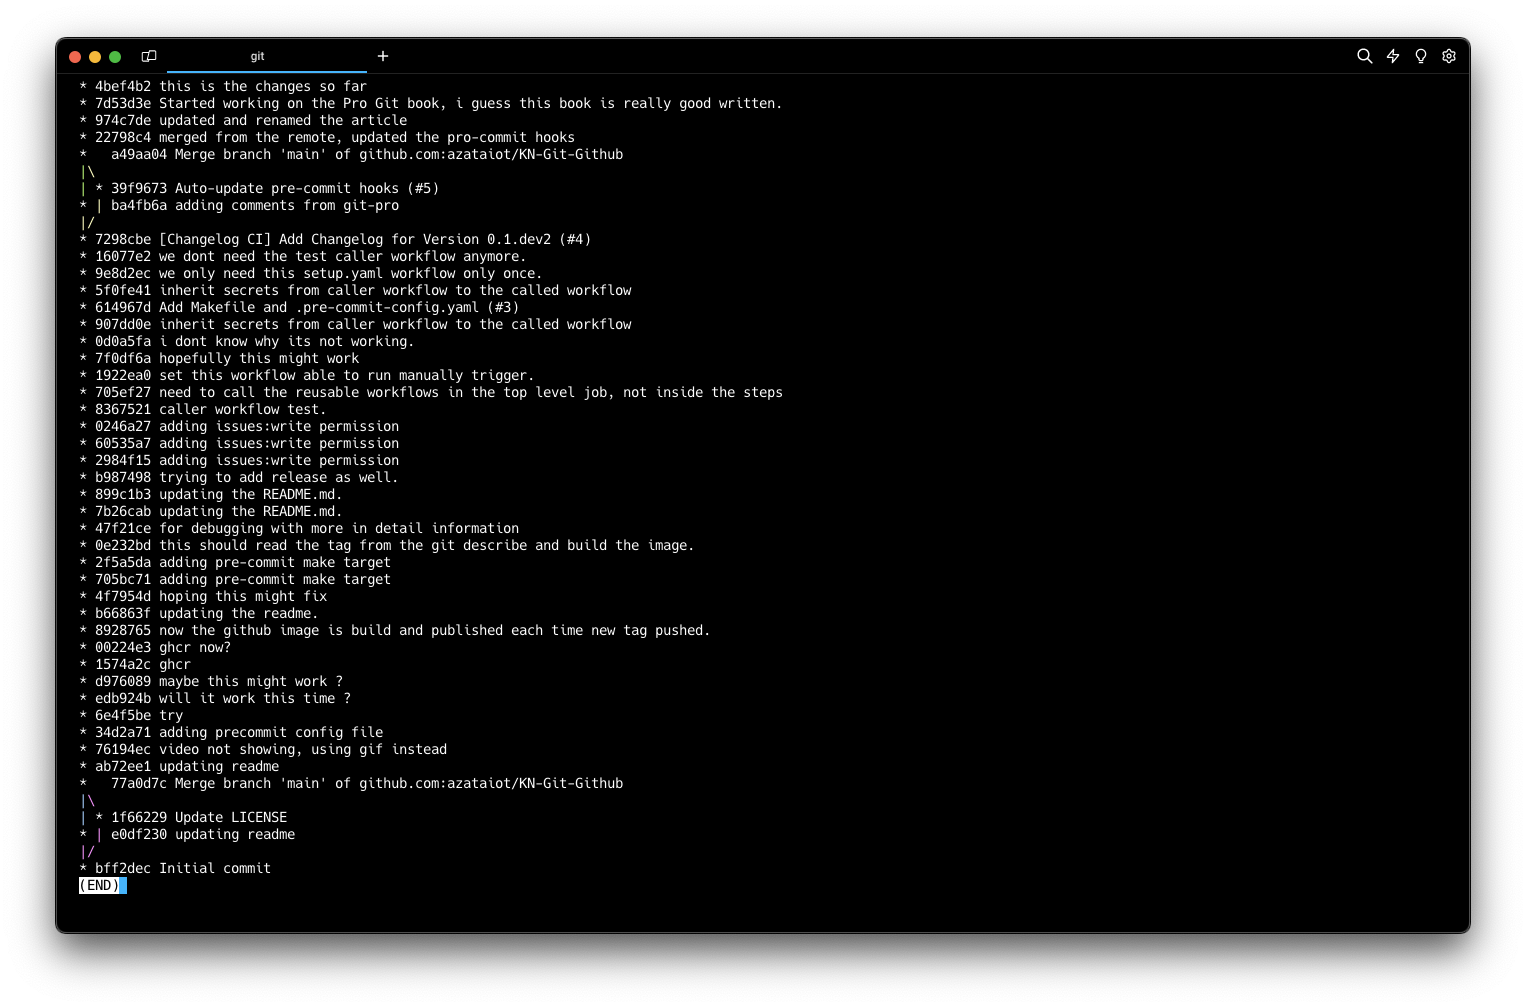 git
+
* 4bef4b2 this is the changes so far
* 7d53d3e Started working on the Pro Git book, i guess this book is really good written.
* 974c7de updated and renamed the article
* 22798c4 merged from the remote, updated the pro-commit hooks
*   a49aa04 Merge branch 'main' of github.com:azataiot/KN-Git-Github
|\
| * 39f9673 Auto-update pre-commit hooks (#5)
* | ba4fb6a adding comments from git-pro
|/
* 7298cbe [Changelog CI] Add Changelog for Version 0.1.dev2 (#4)
* 16077e2 we dont need the test caller workflow anymore.
* 9e8d2ec we only need this setup.yaml workflow only once.
* 5f0fe41 inherit secrets from caller workflow to the called workflow
* 614967d Add Makefile and .pre-commit-config.yaml (#3)
* 907dd0e inherit secrets from caller workflow to the called workflow
* 0d0a5fa i dont know why its not working.
* 7f0df6a hopefully this might work
* 1922ea0 set this workflow able to run manually trigger.
* 705ef27 need to call the reusable workflows in the top level job, not inside the steps
* 8367521 caller workflow test.
* 0246a27 adding issues:write permission
* 60535a7 adding issues:write permission
* 2984f15 adding issues:write permission
* b987498 trying to add release as well.
* 899c1b3 updating the README.md.
* 7b26cab updating the README.md.
* 47f21ce for debugging with more in detail information
* 0e232bd this should read the tag from the git describe and build the image.
* 2f5a5da adding pre-commit make target
* 705bc71 adding pre-commit make target
* 4f7954d hoping this might fix
* b66863f updating the readme.
* 8928765 now the github image is build and published each time new tag pushed.
* 00224e3 ghcr now?
* 1574a2c ghcr
* d976089 maybe this might work ?
* edb924b will it work this time ?
* 6e4f5be try
* 34d2a71 adding precommit config file
* 76194ec video not showing, using gif instead
* ab72ee1 updating readme
*   77a0d7c Merge branch 'main' of github.com:azataiot/KN-Git-Github
|\
| * 1f66229 Update LICENSE
* | e0df230 updating readme
|/
* bff2dec Initial commit
(END)